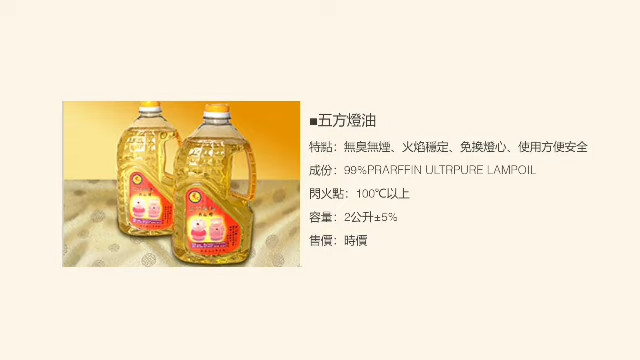 ■五方燈油
特點：無臭無煙、火焰穩定、免換燈心、使用方便安全
成份：99%PRARFFIN ULTRPURE LAMPOIL
閃火點：100℃以上
容量：2公升±5%
售價：時價